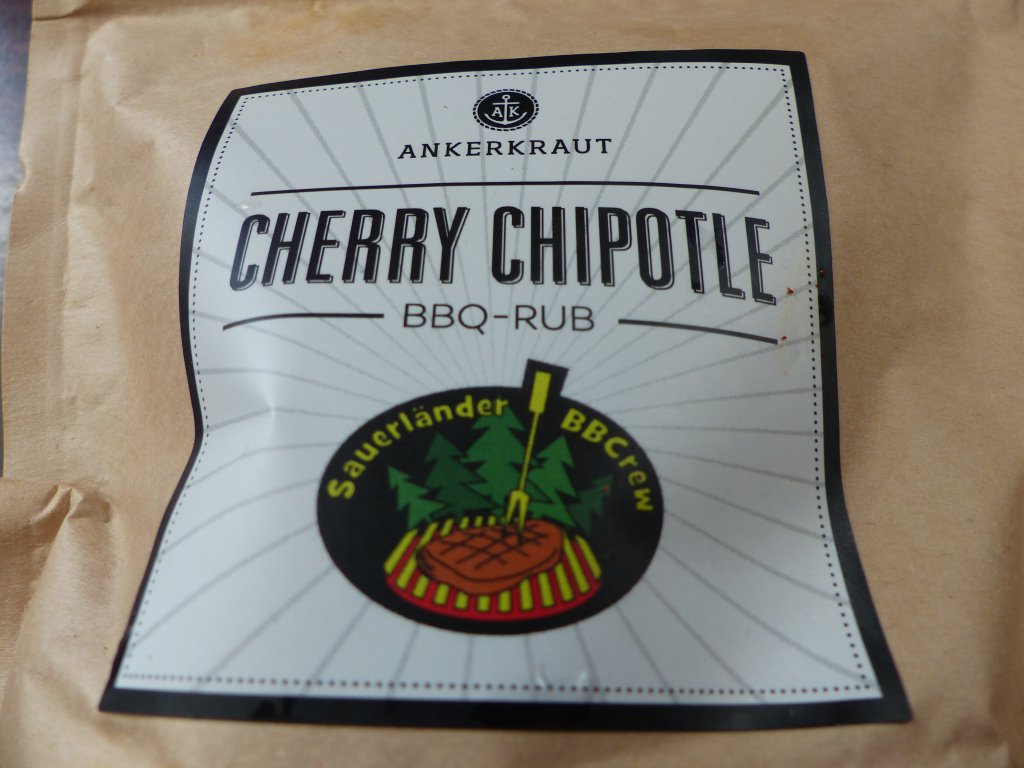 AK
ANKERKRAUT
CHERRY CHIPOTLE
BBQ-RUB
Sauerländer BBCrew